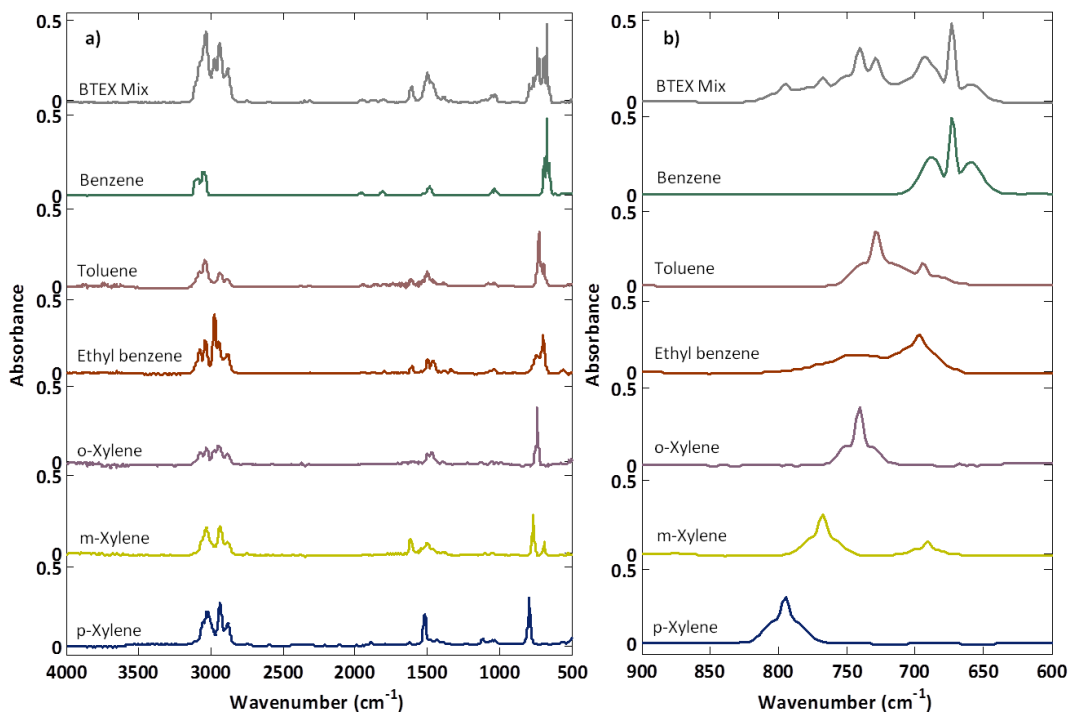 a)
0.5
BTEX Mix
0
0.5
Benzene
0
0.5
Toluene
0
0.5
Ethyl benzene
0
0.5
o-Xylene
0
0.5
m-Xylene
0
0.5
p-Xylene
0
Absorbance
4000 3500 3000 2500 2000 1500 1000 500
Wavenumber (cm-1)
b)
0.5
BTEX Mix
0
0.5
Benzene
0
0.5
Toluene
0
0.5
Ethyl benzene
0
0.5
o-Xylene
0
0.5
m-Xylene
0
0.5
p-Xylene
0
Absorbance
900 850 800 750 700 650 600
Wavenumber (cm-1)